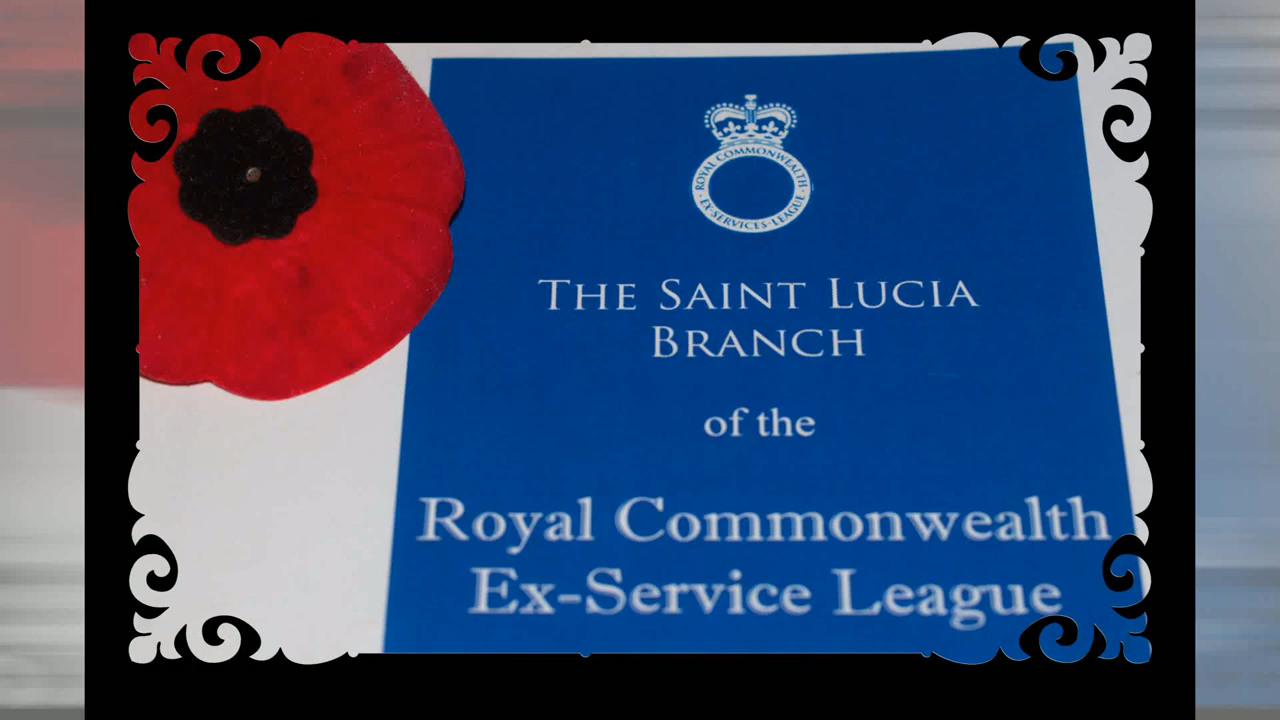 ROYAL COMMONWEALTH
EX-SERVICES-LEAGUE
THE SAINT LUCIA
BRANCH
of the
Royal Commonwealth
Ex-Service League